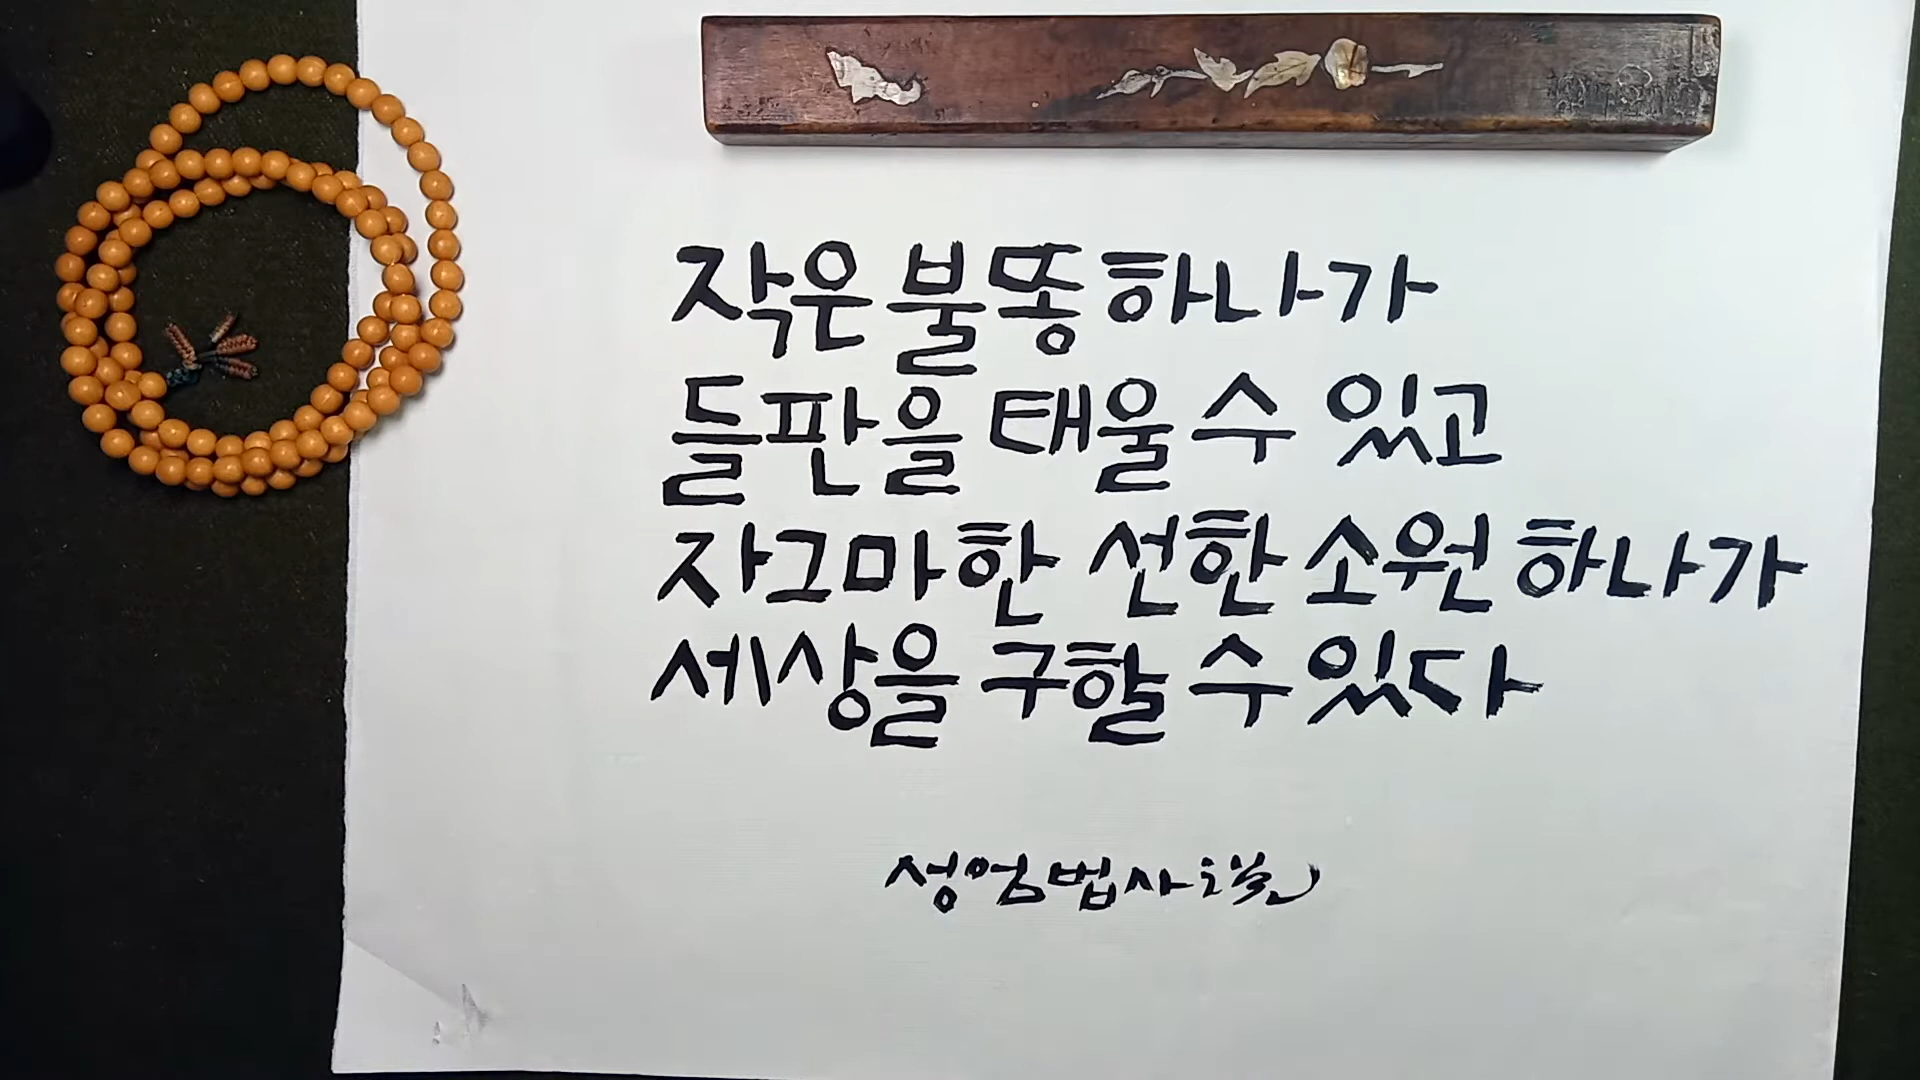 작은 불똥 하나가
들판을 태울 수 있고
자그마한 선한 소원 하나가
세상을 구할 수 있다
성엄법사